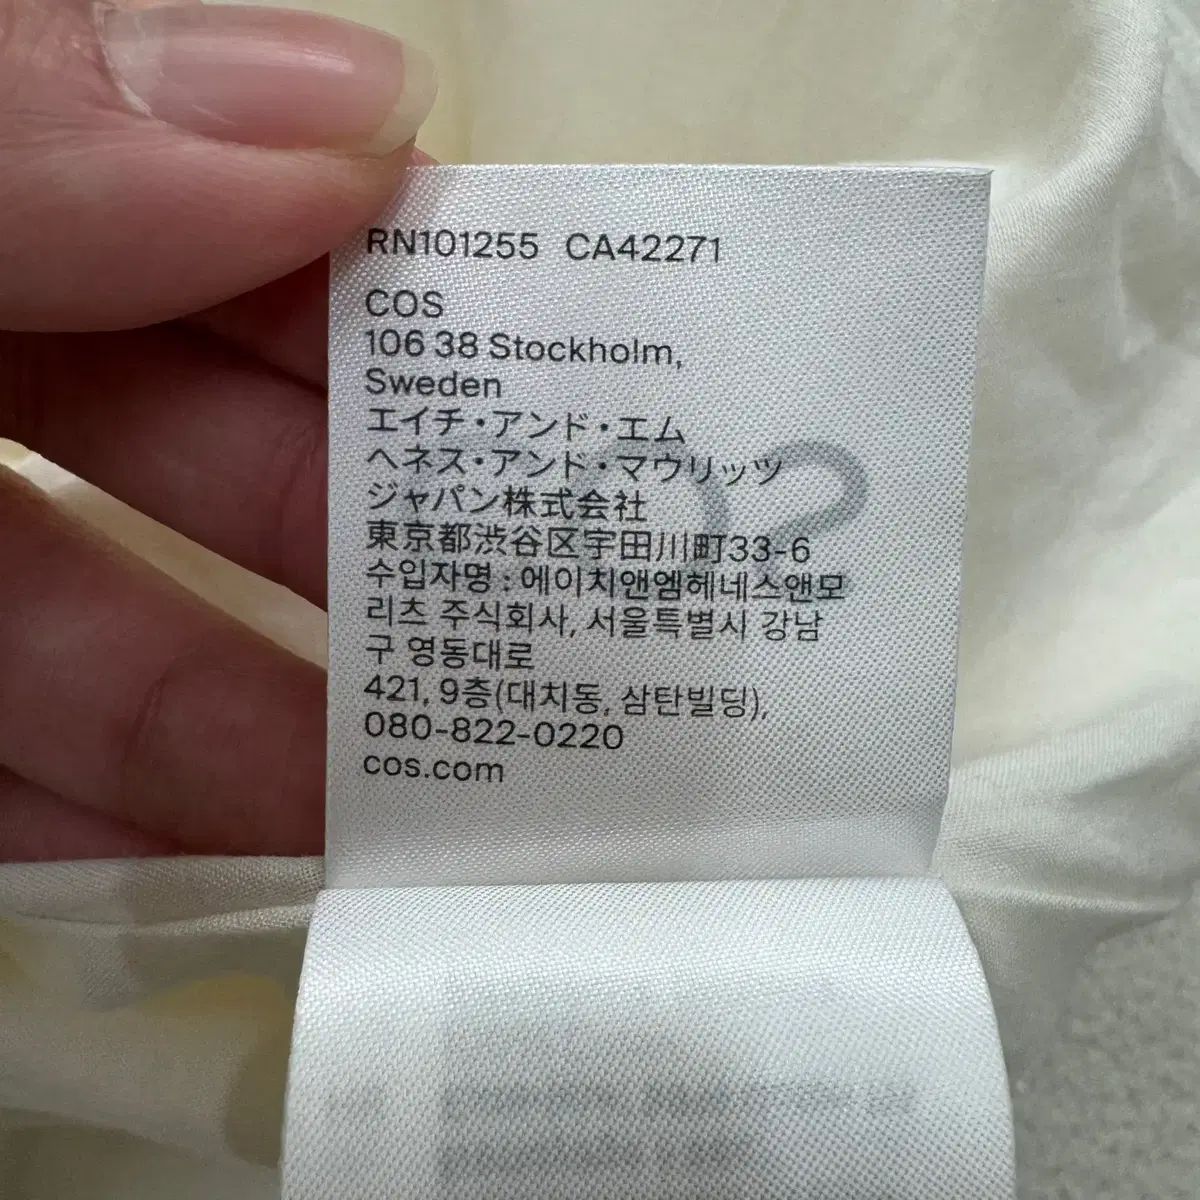 RN101255 CA42271
COS
106 38 Stockholm,
Sweden
エイチ・アンド・エム
ヘネス・アンド・マウリッツ
ジャパン株式会社
東京都渋谷区宇田川町33-6
수입자명 : 에이치앤엠헤네스앤모
리츠 주식회사, 서울특별시 강남
구 영동대로
421, 9층(대치동, 삼탄빌딩),
080-822-0220
cos.com